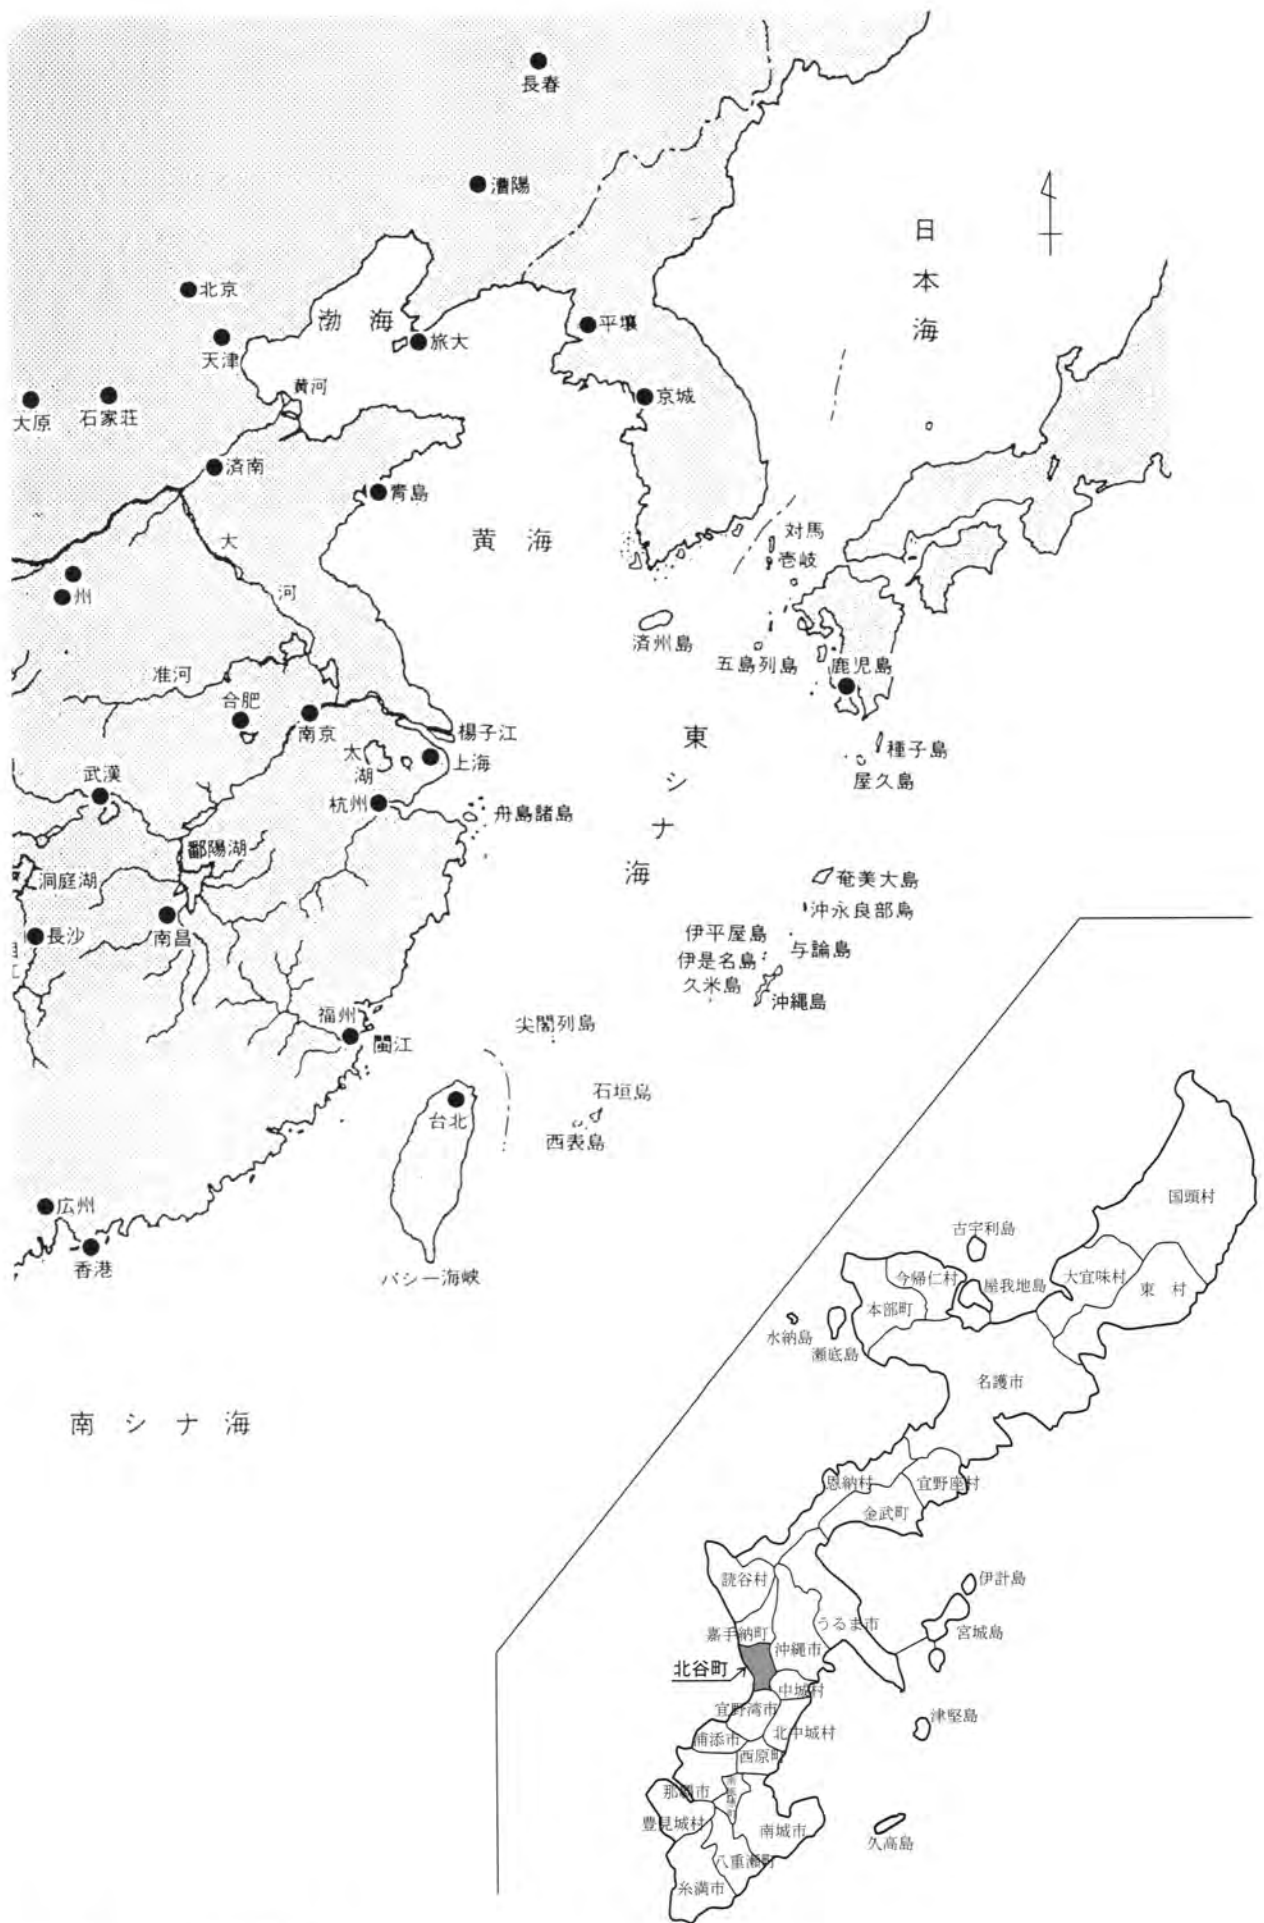 長春
瀋陽
日本海
北京
渤海
旅大
平壌
天津
黄河
京城
大原
石家荘
済南
青島
大
河
黄海
対馬
壱岐
州
済州島
五島列島
鹿児島
淮河
合肥
南京
揚子江
太湖
上海
東シナ海
種子島
屋久島
武漢
杭州
舟島諸島
鄱陽湖
洞庭湖
奄美大島
沖永良部島
長沙
南昌
伊平屋島
与論島
伊是名島
久米島
沖縄島
福州
閩江
尖閣列島
石垣島
台北
西表島
広州
香港
バシー海峡
南シナ海
国頭村
古宇利島
今帰仁村
屋我地島
大宜味村
東村
本部町
水納島
瀬底島
名護市
恩納村
宜野座村
金武町
読谷村
伊計島
うるま市
宮城島
嘉手納町
沖縄市
北谷町
中城村
宜野湾市
津堅島
北中城村
浦添市
西原町
那覇市
豊見城村
南城市
久高島
八重瀬町
糸満市